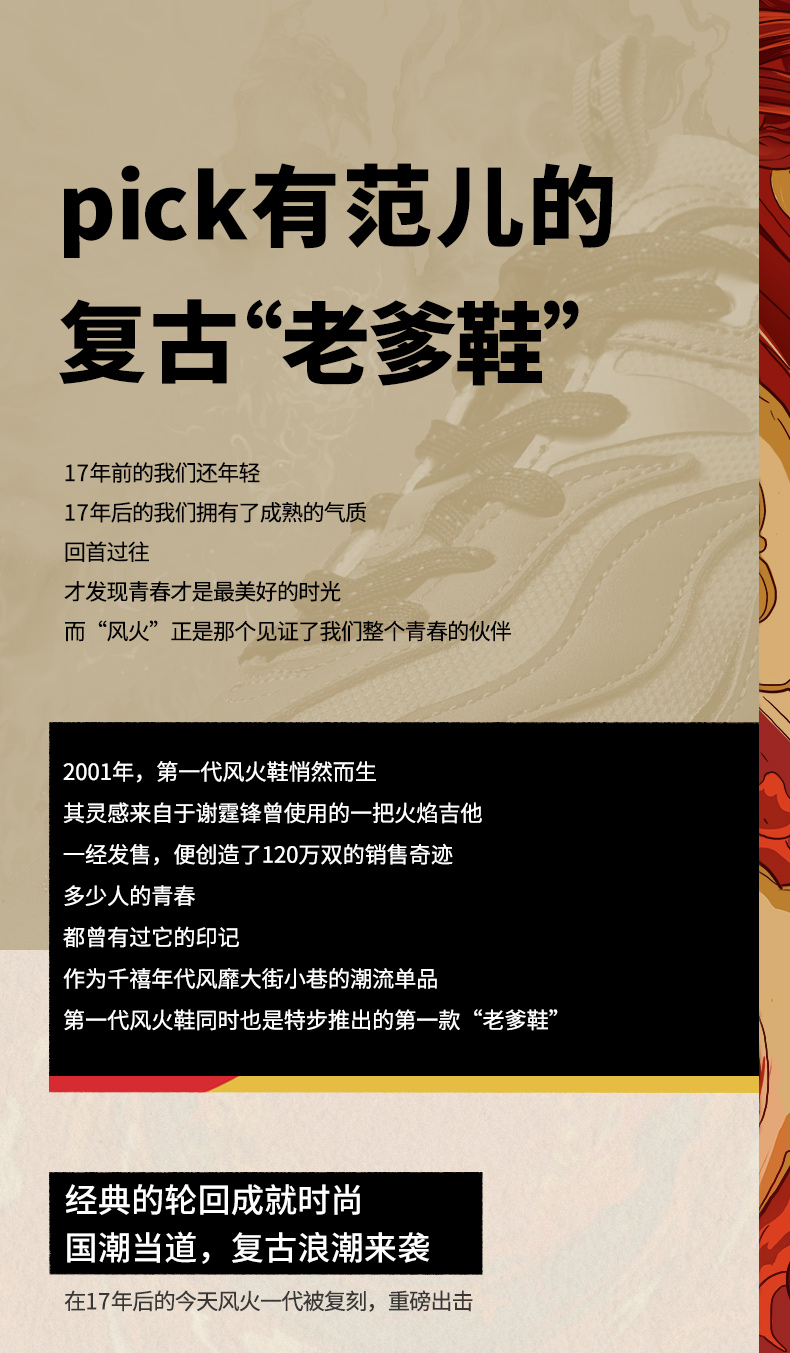 pick有范儿的
复古“老爹鞋”
17年前的我们还年轻
17年后的我们拥有了成熟的气质
回首过往
才发现青春才是最美好的时光
而“风火”正是那个见证了我们整个青春的伙伴
2001年，第一代风火鞋悄然而生
其灵感来自于谢霆锋曾使用的一把火焰吉他
一经发售，便创造了120万双的销售奇迹
多少人的青春
都曾有过它的印记
作为千禧年代风靡大街小巷的潮流单品
第一代风火鞋同时也是特步推出的第一款“老爹鞋”
经典的轮回成就时尚
国潮当道，复古浪潮来袭
在17年后的今天风火一代被复刻，重磅出击